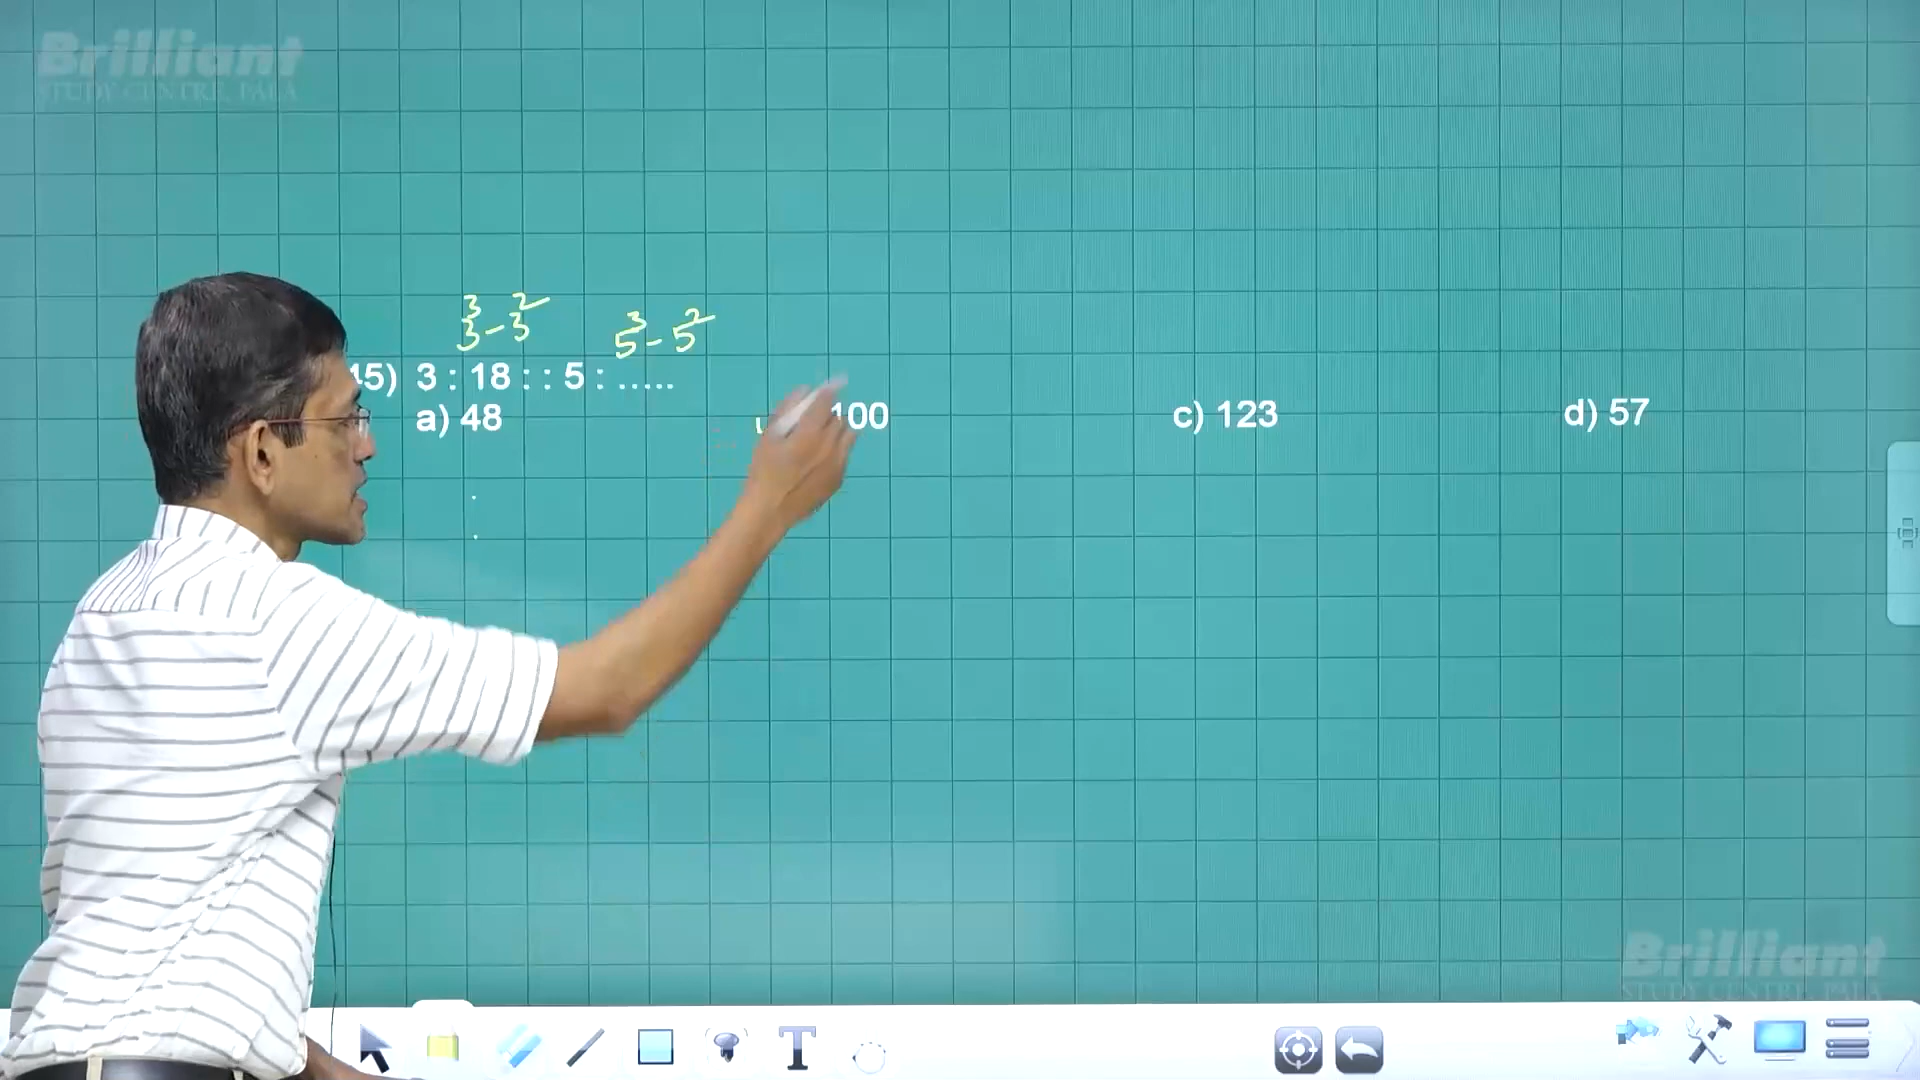 Brilliant
STUDY CENTRE, PALA
3³-3² 5³-5²
45) 3 : 18 : : 5 : .....
a) 48 100 c) 123 d) 57
Brilliant
STUDY CENTRE, PALA
T